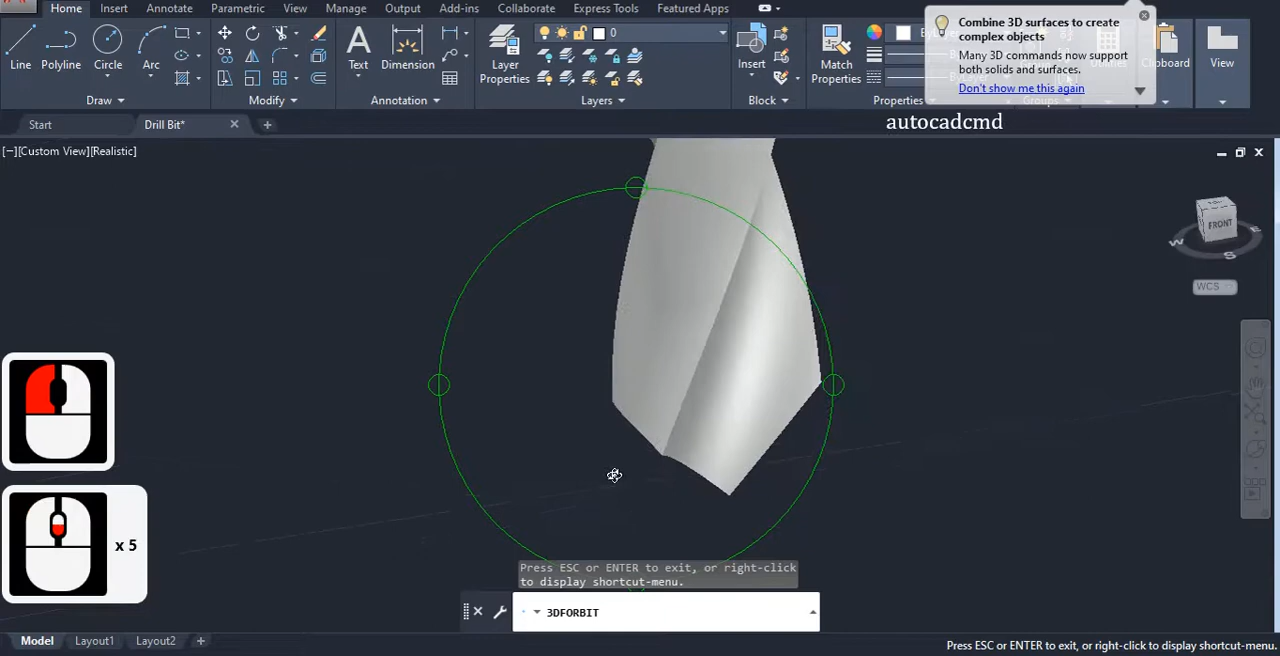 Home Insert Annotate Parametric View Manage Output Add-ins Collaborate Express Tools Featured Apps
Line Polyline Circle Arc
Text Dimension
Layer
Properties
0
Insert
Match
Properties
Clipboard
View
Draw Modify Annotation Layers Block Properties Groups
Combine 3D surfaces to create
complex objects
Many 3D commands now support
both solids and surfaces.
Don't show me this again
Start Drill Bit*
autocadcmd
[−][Custom View][Realistic]
TOP
FRONT
W S E
WCS
x 5
Press ESC or ENTER to exit, or right-click
to display shortcut-menu.
3DFORBIT
Model Layout1 Layout2 +
Press ESC or ENTER to exit, or right-click to display shortcut-menu.